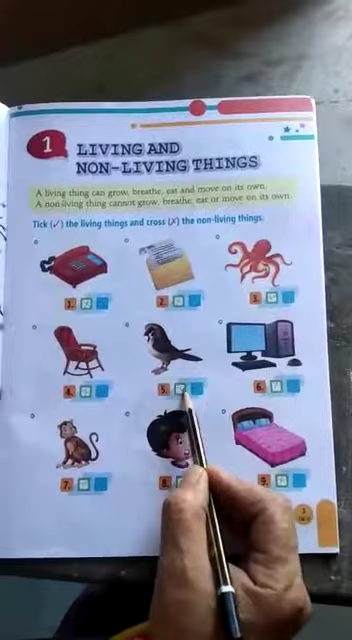 1
LIVING AND
NON-LIVING THINGS
A living thing can grow, breathe, eat and move on its own.
A non-living thing cannot grow, breathe, eat or move on its own.
Tick (✓) the living things and cross (✗) the non-living things.
1. 2. 3.
4. 5. 6.
7. 8. 9.